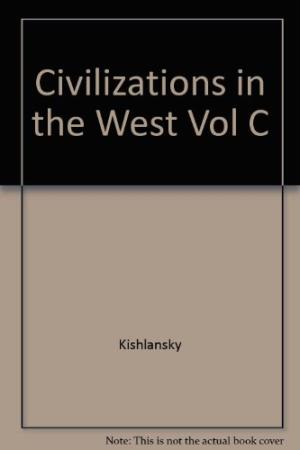 Civilizations in
the West Vol C
Kishlansky
Note: This is not the actual book cover